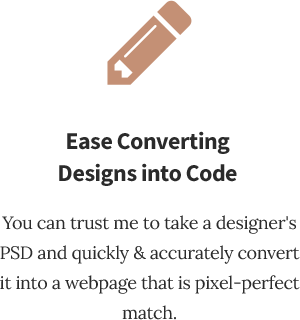 Ease Converting
Designs into Code
You can trust me to take a designer's
PSD and quickly & accurately convert
it into a webpage that is pixel-perfect
match.